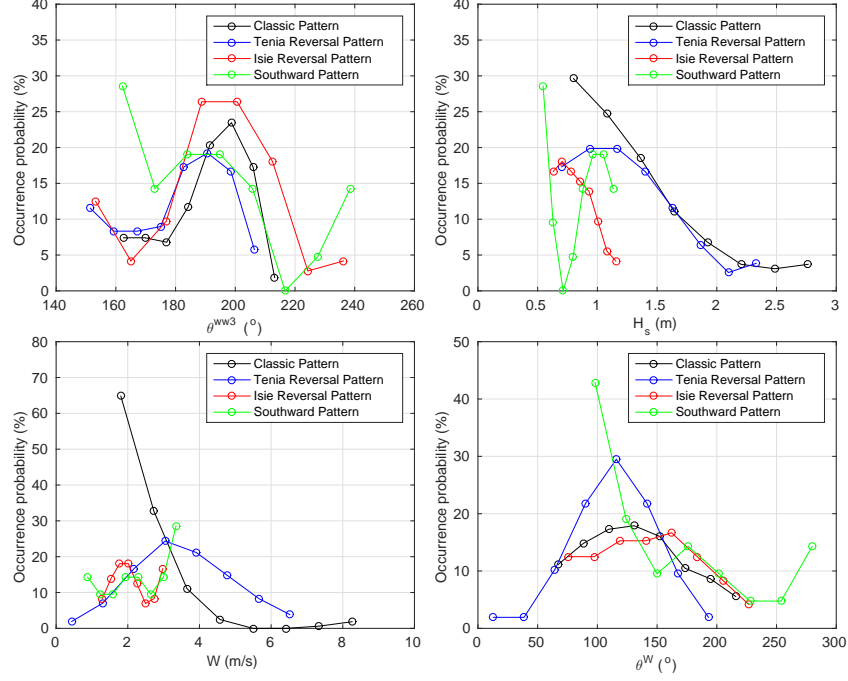 40
35
30
25
20
15
10
5
0
Occurrence probability (%)
Classic Pattern
Tenia Reversal Pattern
Isie Reversal Pattern
Southward Pattern
140 160 180 200 220 240 260
θ^ww3 (°)
40
35
30
25
20
15
10
5
0
Occurrence probability (%)
Classic Pattern
Tenia Reversal Pattern
Isie Reversal Pattern
Southward Pattern
0 0.5 1 1.5 2 2.5 3
H_s (m)
80
70
60
50
40
30
20
10
0
Occurrence probability (%)
Classic Pattern
Tenia Reversal Pattern
Isie Reversal Pattern
Southward Pattern
0 2 4 6 8 10
W (m/s)
50
40
30
20
10
0
Occurrence probability (%)
Classic Pattern
Tenia Reversal Pattern
Isie Reversal Pattern
Southward Pattern
0 50 100 150 200 250 300
θ^W (°)